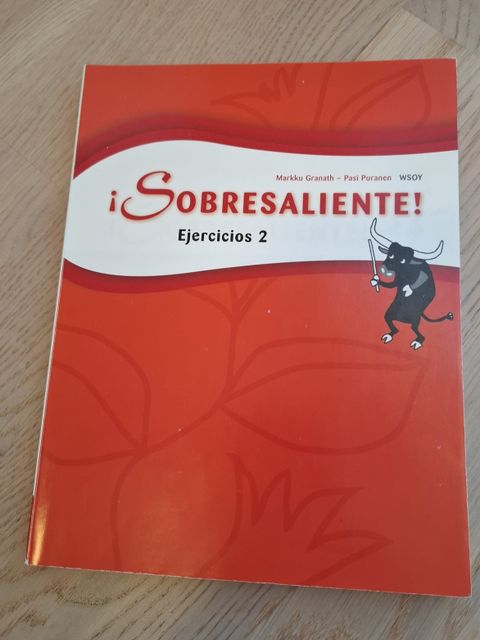 Markku Granath – Pasi Puranen WSOY
¡SOBRESALIENTE!
Ejercicios 2